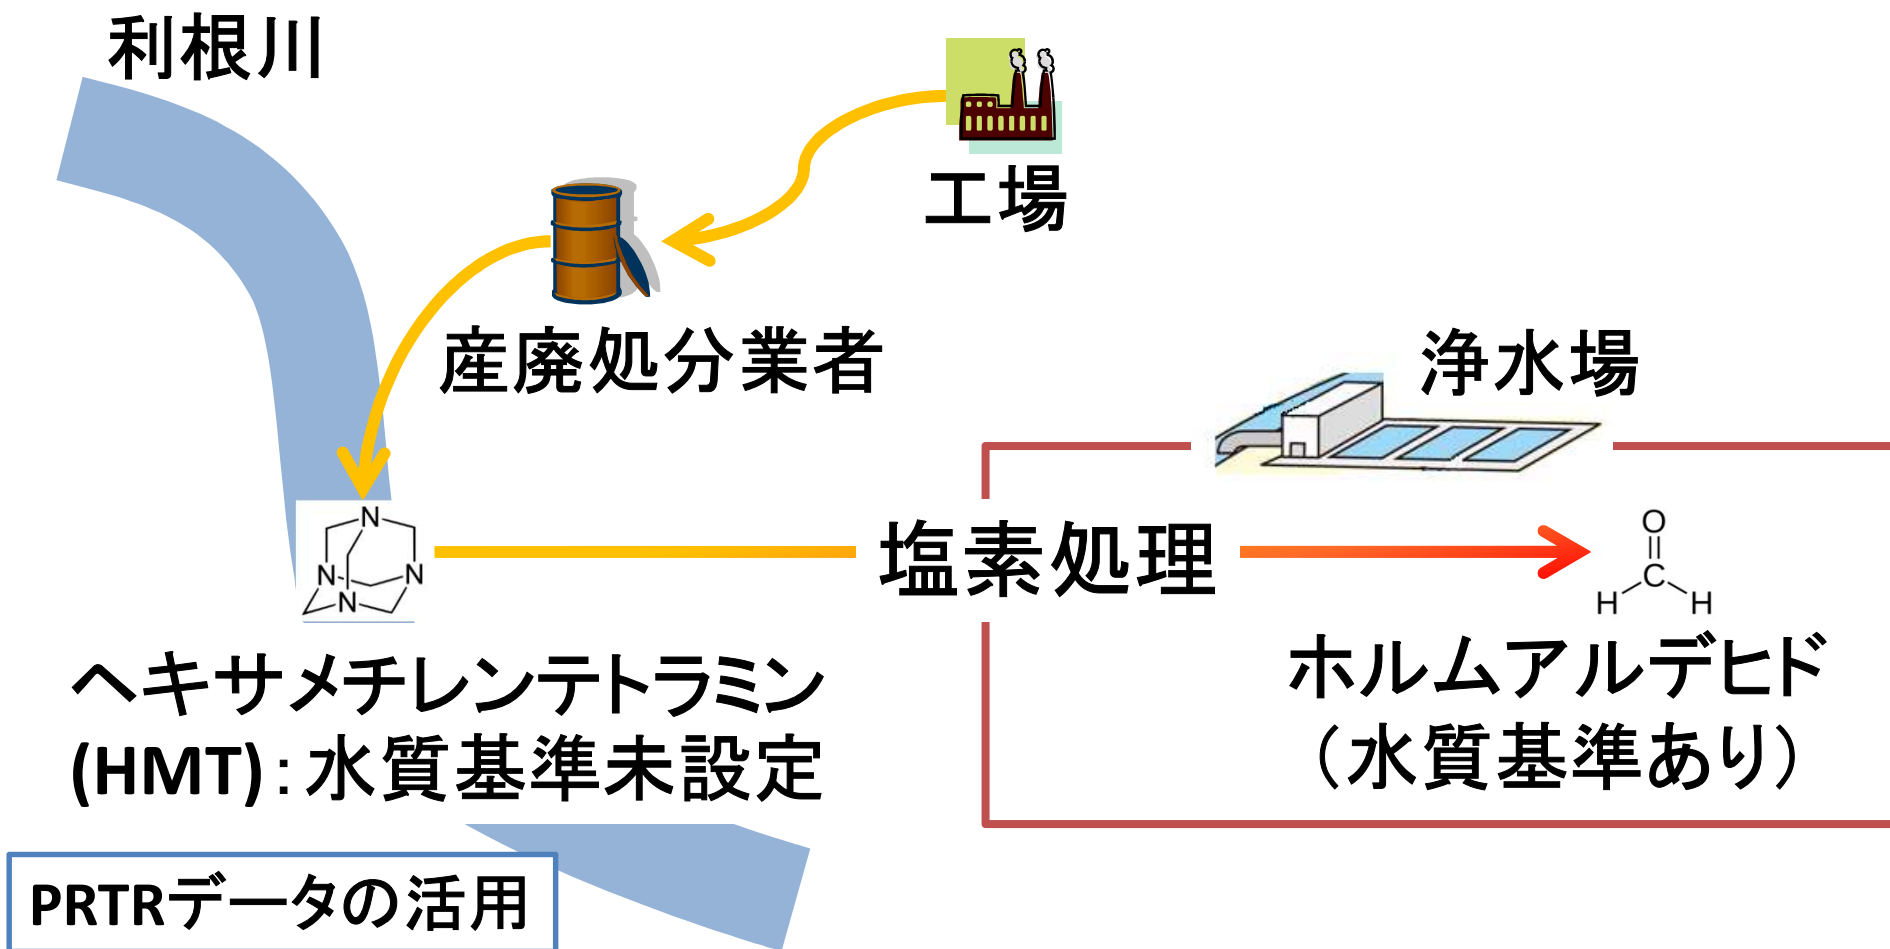 利根川
工場
産廃処分業者
浄水場
塩素処理
N
N
N
N
O
C
H
H
ヘキサメチレンテトラミン
(HMT):水質基準未設定
ホルムアルデヒド
（水質基準あり）
PRTRデータの活用